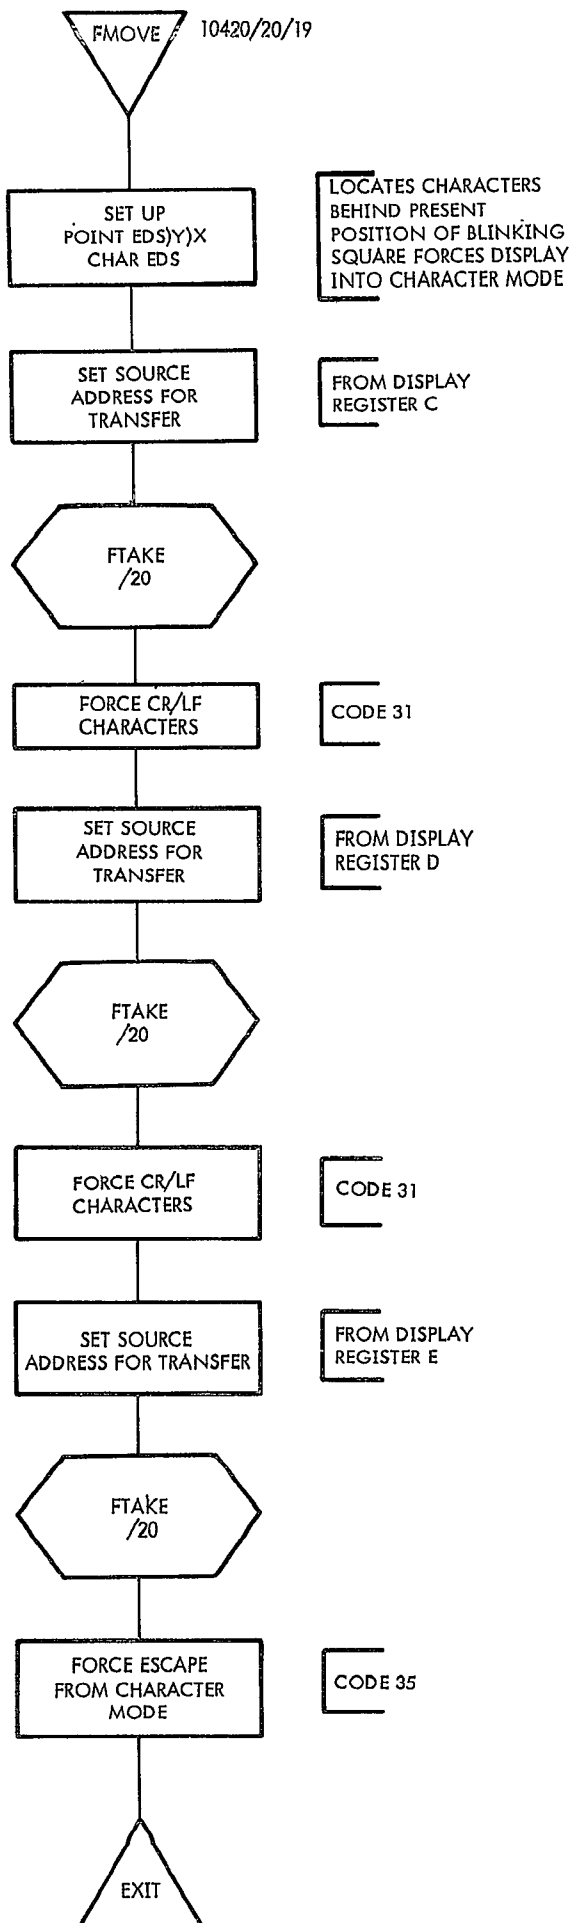 FMOVE 10420/20/19
SET UP
POINT EDS)Y)X
CHAR EDS
LOCATES CHARACTERS
BEHIND PRESENT
POSITION OF BLINKING
SQUARE FORCES DISPLAY
INTO CHARACTER MODE
SET SOURCE
ADDRESS FOR
TRANSFER
FROM DISPLAY
REGISTER C
FTAKE
/20
FORCE CR/LF
CHARACTERS
CODE 31
SET SOURCE
ADDRESS FOR
TRANSFER
FROM DISPLAY
REGISTER D
FTAKE
/20
FORCE CR/LF
CHARACTERS
CODE 31
SET SOURCE
ADDRESS FOR TRANSFER
FROM DISPLAY
REGISTER E
FTAKE
/20
FORCE ESCAPE
FROM CHARACTER
MODE
CODE 35
EXIT